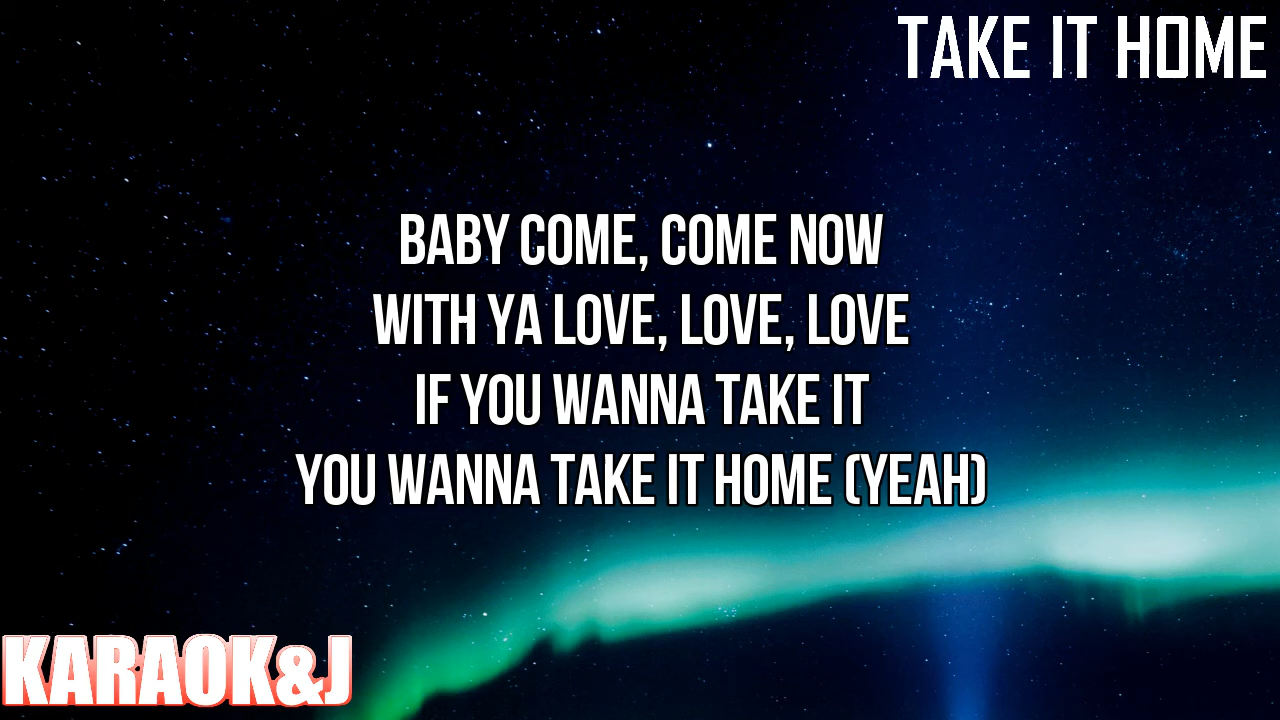 TAKE IT HOME
BABY COME, COME NOW
WITH YA LOVE, LOVE, LOVE
IF YOU WANNA TAKE IT
YOU WANNA TAKE IT HOME (YEAH)
KARAOK&J